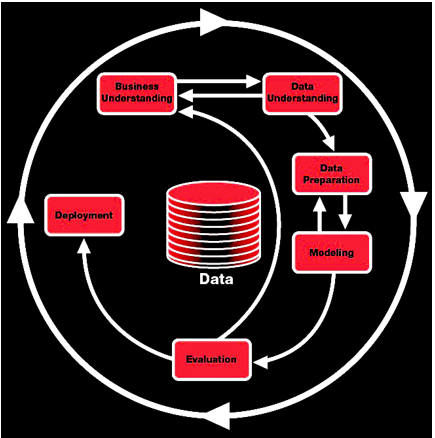 Business
Understanding
Data
Understanding
Data
Preparation
Modeling
Deployment
Data
Evaluation